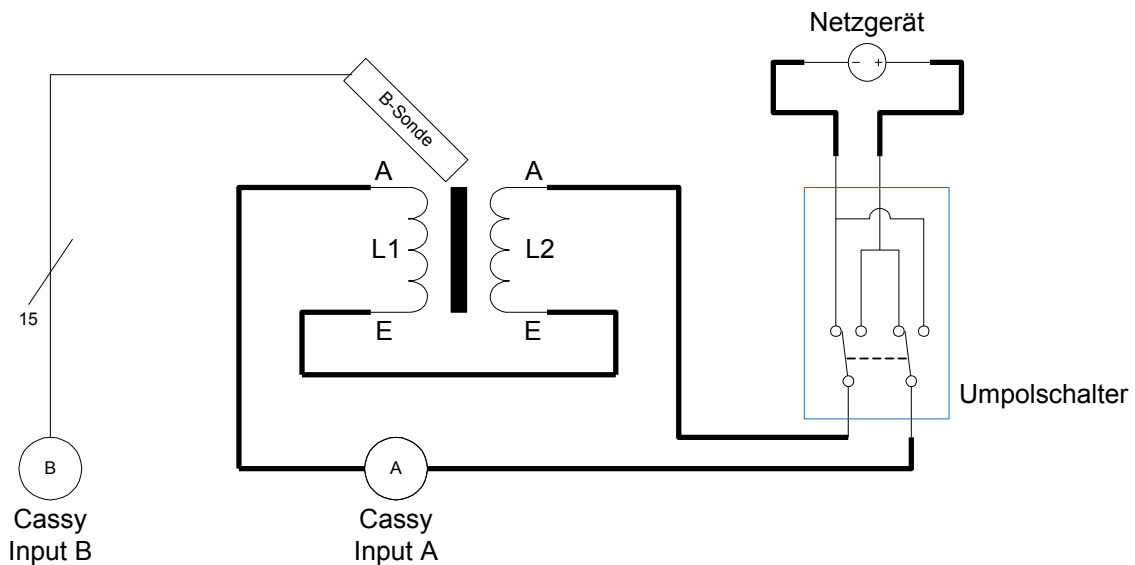 Netzgerät
- +
B-Sonde
A A
L1 L2
15
E E
Umpolschalter
B A
Cassy Cassy
Input B Input A